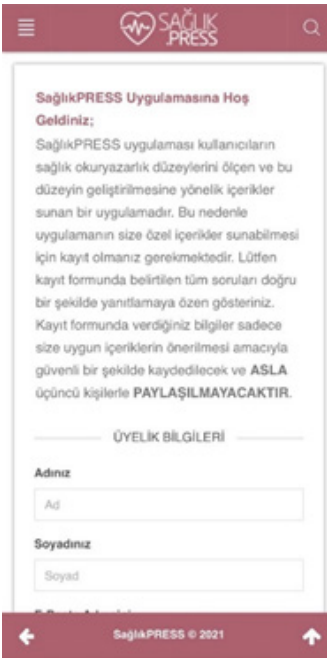 SAĞLIK
.PRESS
SağlıkPRESS Uygulamasına Hoş
Geldiniz;
SağlıkPRESS uygulaması kullanıcıların
sağlık okuryazarlık düzeylerini ölçen ve bu
düzeyin geliştirilmesine yönelik içerikler
sunan bir uygulamadır. Bu nedenle
uygulamanın size özel içerikler sunabilmesi
için kayıt olmanız gerekmektedir. Lütfen
kayıt formunda belirtilen tüm soruları doğru
bir şekilde yanıtlamaya özen gösteriniz.
Kayıt formunda verdiğiniz bilgiler sadece
size uygun içeriklerin önerilmesi amacıyla
güvenli bir şekilde kaydedilecek ve ASLA
üçüncü kişilerle PAYLAŞILMAYACAKTIR.
ÜYELİK BİLGİLERİ
Adınız
Ad
Soyadınız
Soyad
SağlıkPRESS © 2021